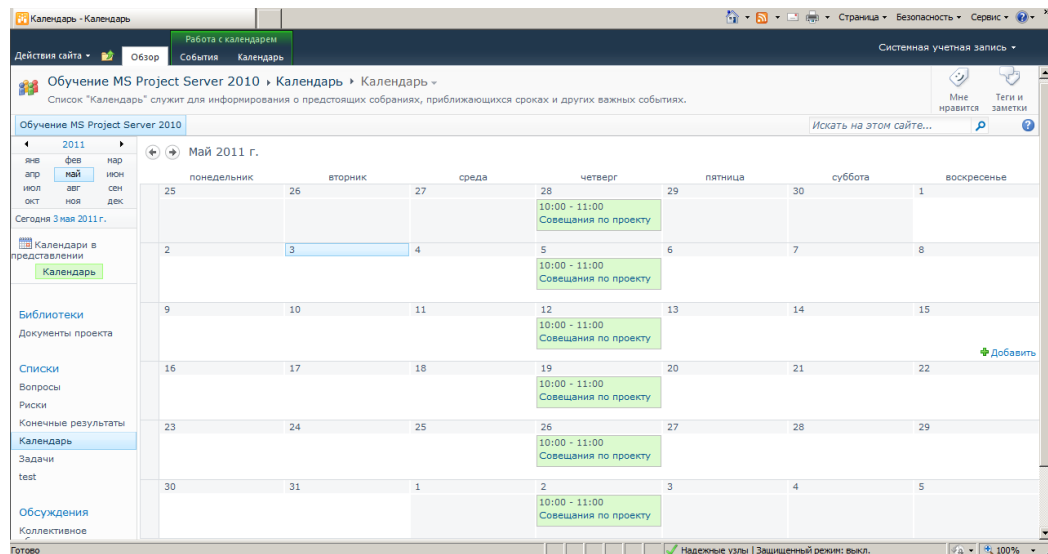 Календарь - Календарь
Страница Безопасность Сервис
Работа с календарем
Системная учетная запись
Действия сайта Обзор События Календарь
Обучение MS Project Server 2010 Календарь Календарь
Список "Календарь" служит для информирования о предстоящих собраниях, приближающихся сроках и других важных событиях.
Мне нравится
Теги и заметки
Обучение MS Project Server 2010
Искать на этом сайте...
2011
янв фев мар
апр май июн
июл авг сен
окт ноя дек
Сегодня 3 мая 2011 г.
Календари в
представлении
Календарь
Библиотеки
Документы проекта
Списки
Вопросы
Риски
Конечные результаты
Календарь
Задачи
test
Обсуждения
Коллективное
Май 2011 г.
понедельник вторник среда четверг пятница суббота воскресенье
25 26 27 28 29 30 1
10:00 - 11:00
Совещания по проекту
2 3 4 5 6 7 8
10:00 - 11:00
Совещания по проекту
9 10 11 12 13 14 15
10:00 - 11:00
Совещания по проекту
Добавить
16 17 18 19 20 21 22
10:00 - 11:00
Совещания по проекту
23 24 25 26 27 28 29
10:00 - 11:00
Совещания по проекту
30 31 1 2 3 4 5
10:00 - 11:00
Совещания по проекту
Готово
Надежные узлы | Защищенный режим: выкл.
100%